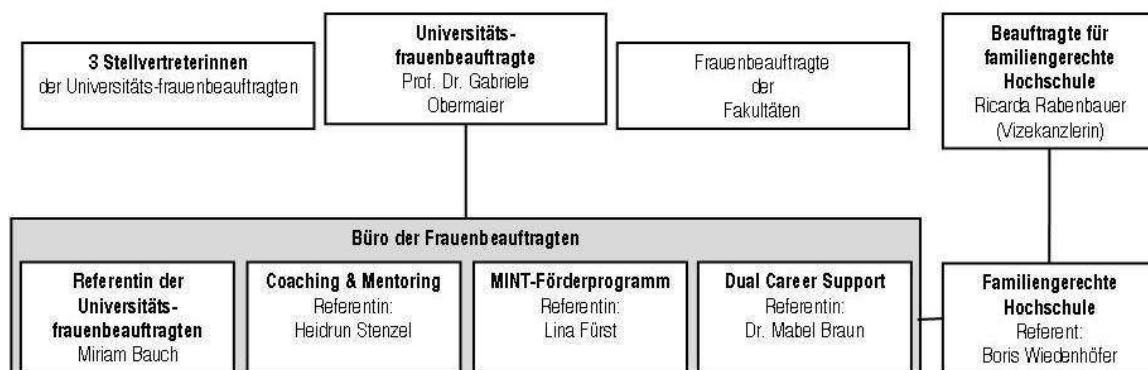 3 Stellvertreterinnen
der Universitäts-frauenbeauftragten
Universitäts-
frauenbeauftragte
Prof. Dr. Gabriele
Obermaier
Frauenbeauftragte
der
Fakultäten
Beauftragte für
familiengerechte
Hochschule
Ricarda Rabenbauer
(Vizekanzlerin)
Büro der Frauenbeauftragten
Referentin der
Universitäts-
frauenbeauftragten
Miriam Bauch
Coaching & Mentoring
Referentin:
Heidrun Stenzel
MINT-Förderprogramm
Referentin:
Lina Fürst
Dual Career Support
Referentin:
Dr. Mabel Braun
Familiengerechte
Hochschule
Referent:
Boris Wiedenhöfer